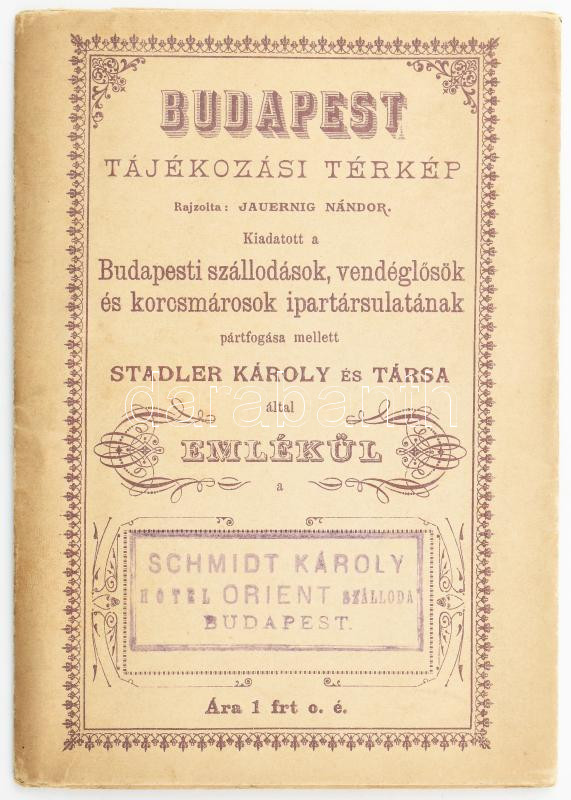 BUDAPEST
TÁJÉKOZÁSI TÉRKÉP
Rajzolta: JAUERNIG NÁNDOR.
Kiadatott a
Budapesti szállodások, vendéglősök
és korcsmárosok ipartársulatának
pártfogása mellett
STADLER KÁROLY ÉS TÁRSA
darabanth
által
EMLÉKÜL
a
SCHMIDT KÁROLY
HOTEL ORIENT SZÁLLODA
BUDAPEST.
Ára 1 frt o. é.